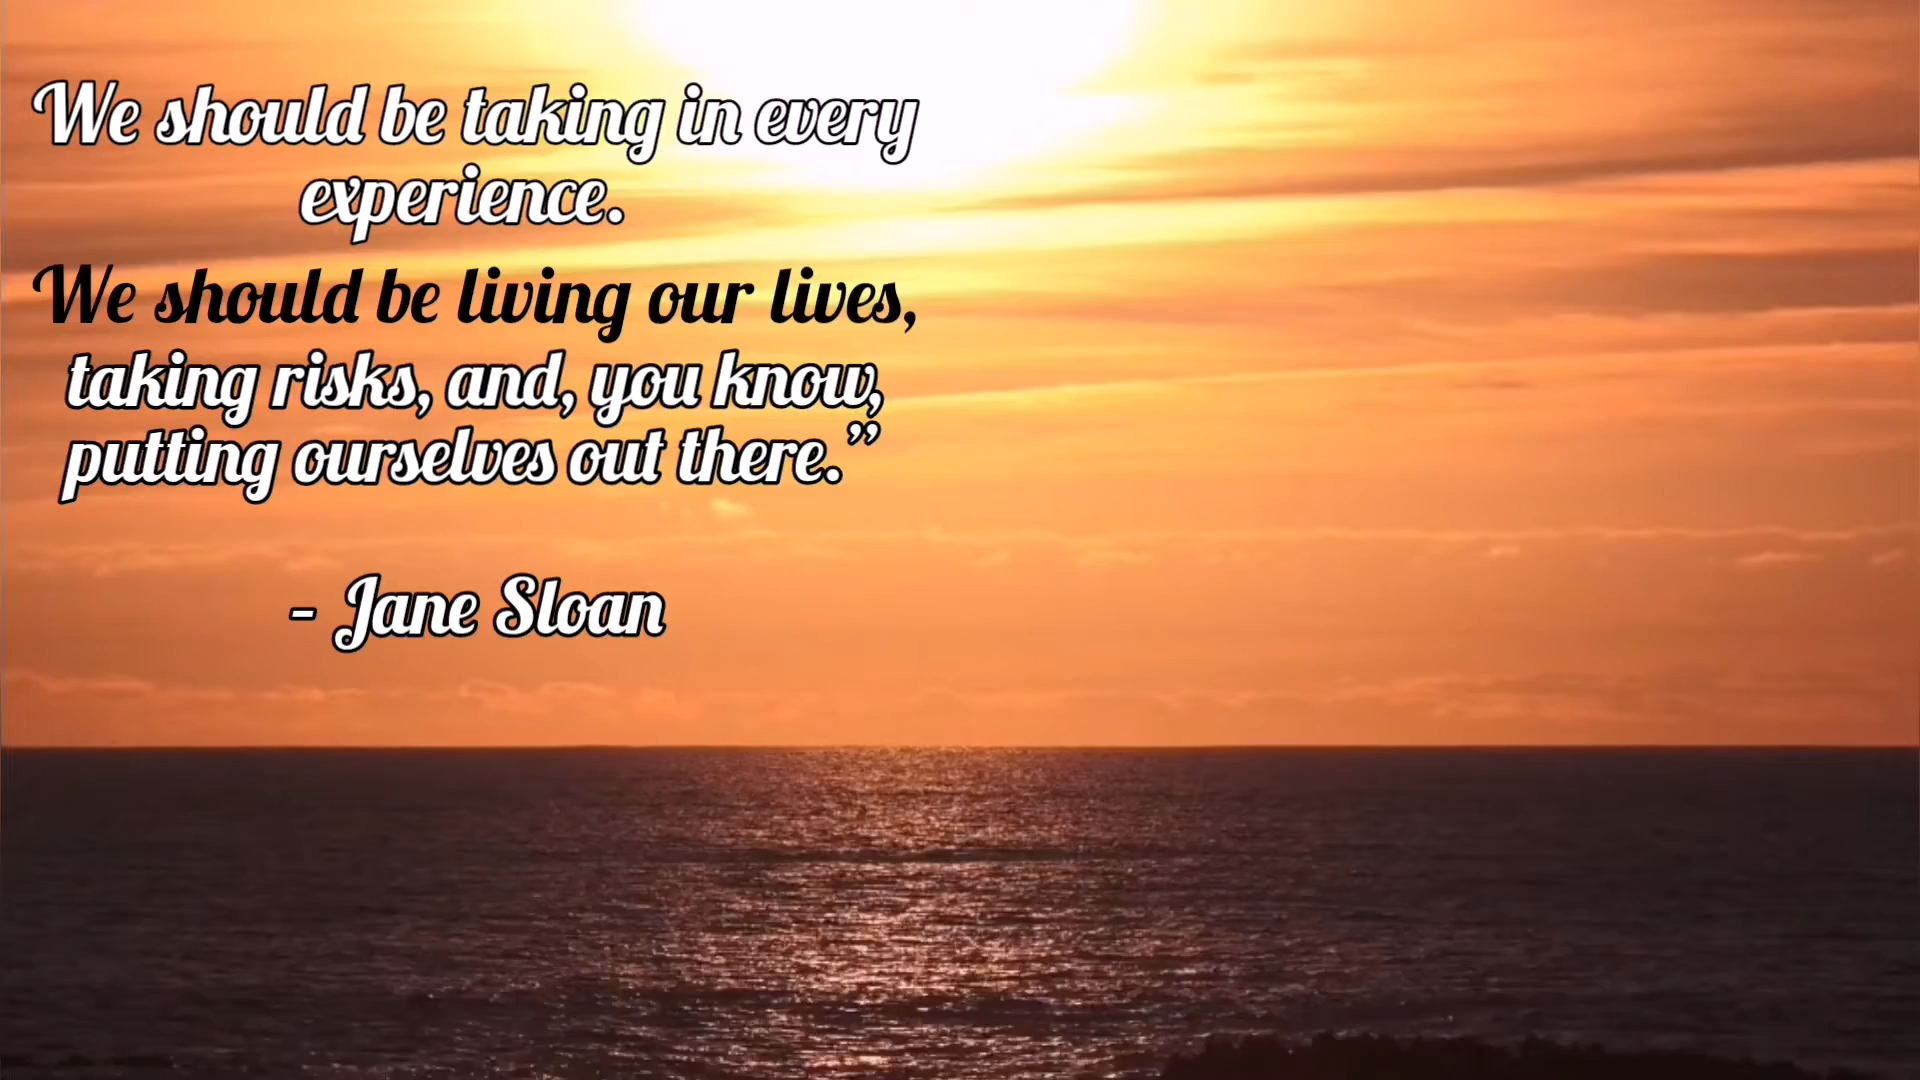 We should be taking in every
experience.
We should be living our lives,
taking risks, and, you know,
putting ourselves out there.”
- Jane Sloan